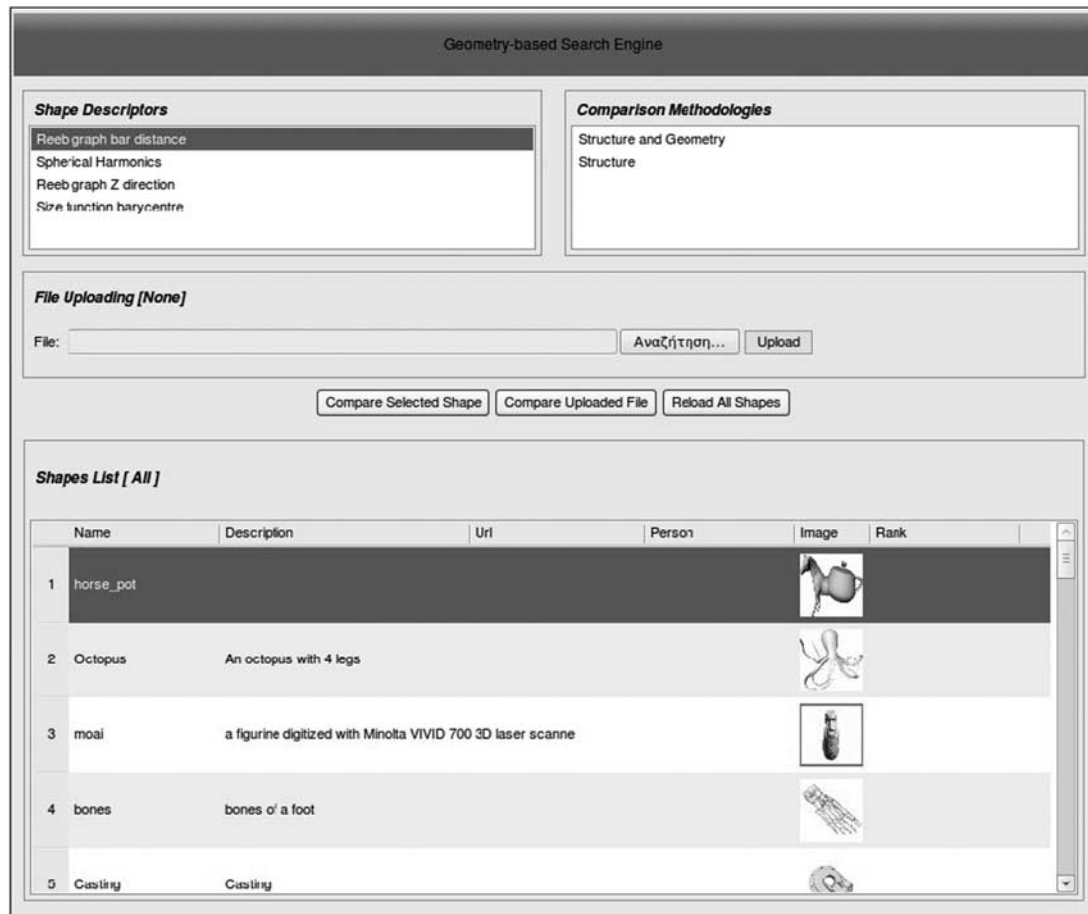 Geometry-based Search Engine
Shape Descriptors
Reeb graph bar distance
Spherical Harmonics
Reeb graph Z direction
Size function barycentre
Comparison Methodologies
Structure and Geometry
Structure
File Uploading [None]
File: Αναζήτηση... Upload
Compare Selected Shape Compare Uploaded File Reload All Shapes
Shapes List [ All ]
Name Description Url Person Image Rank
1 horse_pot
2 Octopus An octopus with 4 legs
3 moai a figurine digitized with Minolta VIVID 700 3D laser scanne
4 bones bones of a foot
5 Casting Casting